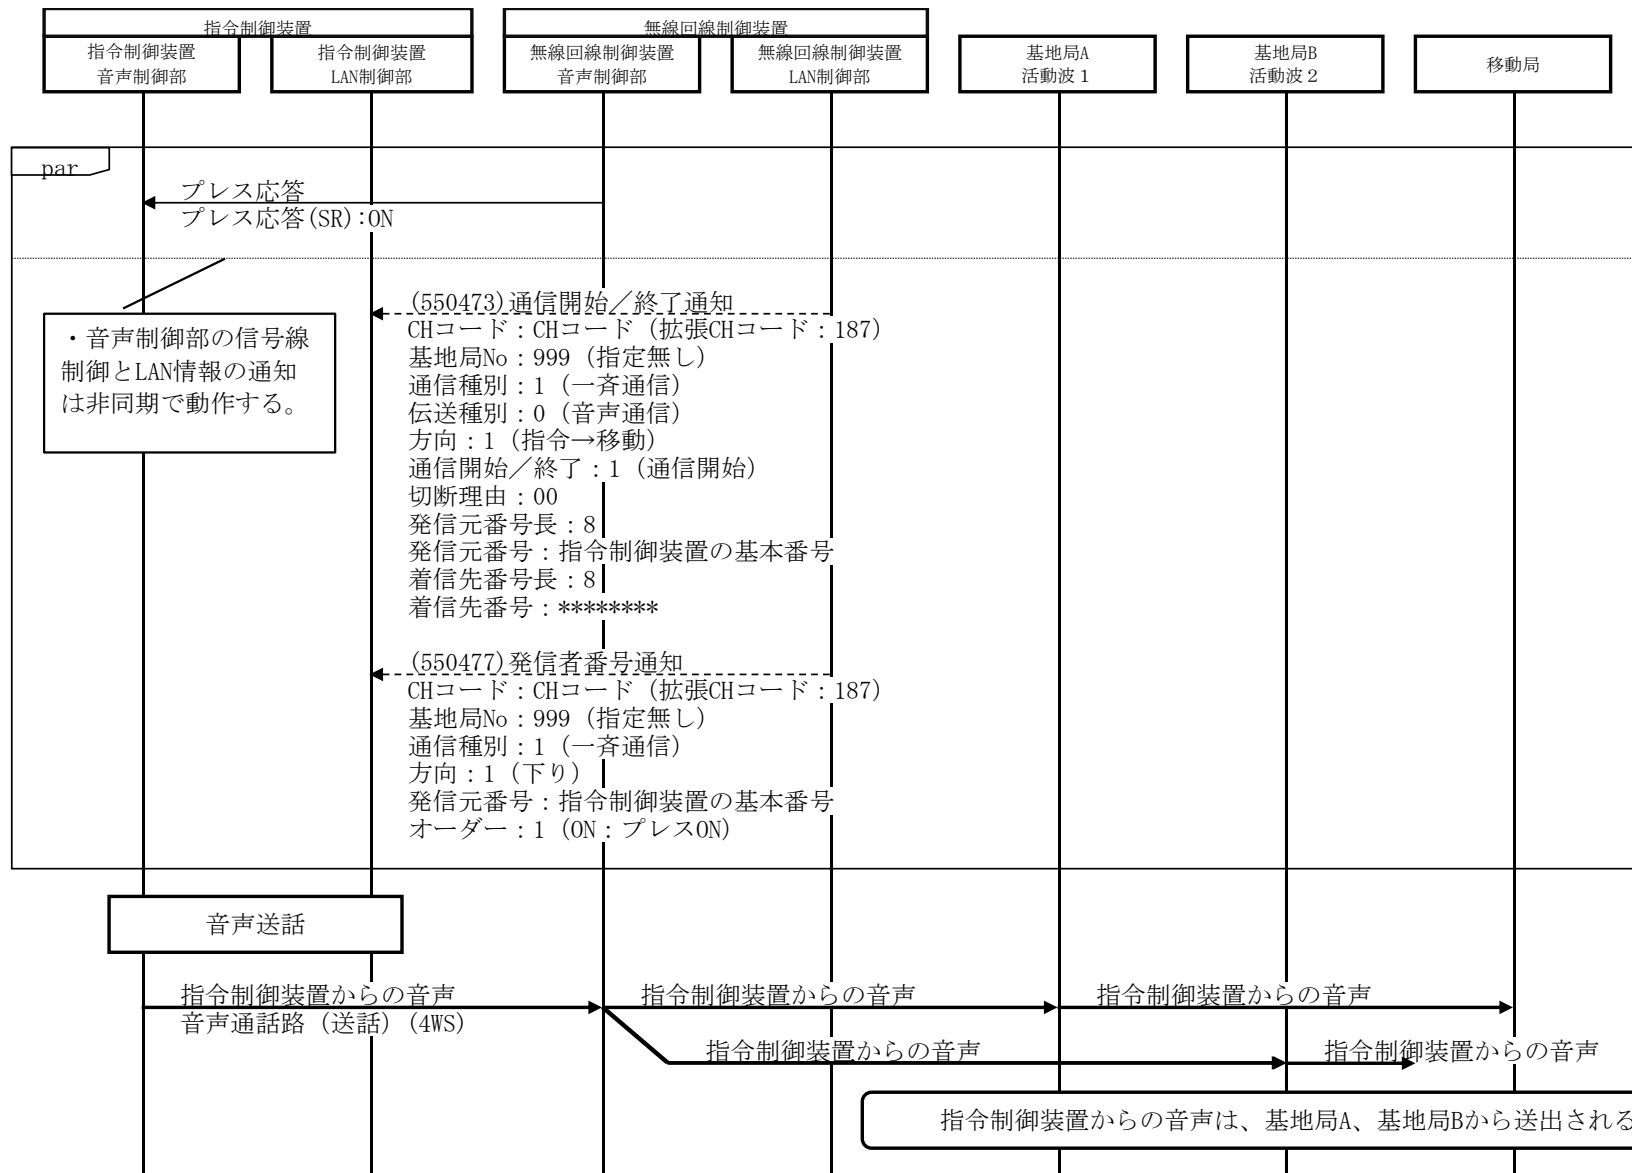 指令制御装置
無線回線制御装置
指令制御装置
音声制御部
指令制御装置
LAN制御部
無線回線制御装置
音声制御部
無線回線制御装置
LAN制御部
基地局A
活動波１
基地局B
活動波２
移動局
par
プレス応答
プレス応答(SR):ON
・音声制御部の信号線
制御とLAN情報の通知
は非同期で動作する。
(550473)通信開始／終了通知
CHコード：CHコード（拡張CHコード：187）
基地局No：999（指定無し）
通信種別：1（一斉通信）
伝送種別：0（音声通信）
方向：1（指令→移動）
通信開始／終了：1（通信開始）
切断理由：00
発信元番号長：8
発信元番号：指令制御装置の基本番号
着信先番号長：8
着信先番号：********
(550477)発信者番号通知
CHコード：CHコード（拡張CHコード：187）
基地局No：999（指定無し）
通信種別：1（一斉通信）
方向：1（下り）
発信元番号：指令制御装置の基本番号
オーダー：1（ON：プレスON）
音声送話
指令制御装置からの音声
音声通話路（送話）(4WS)
指令制御装置からの音声
指令制御装置からの音声
指令制御装置からの音声
指令制御装置からの音声
指令制御装置からの音声は、基地局A、基地局Bから送出される